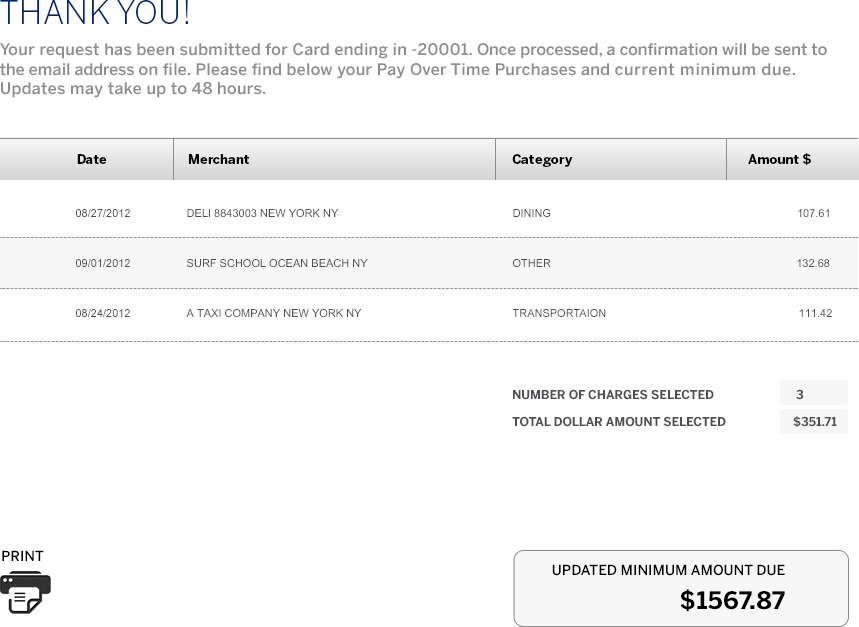 THANK YOU!
Your request has been submitted for Card ending in -20001. Once processed, a confirmation will be sent to
the email address on file. Please find below your Pay Over Time Purchases and current minimum due.
Updates may take up to 48 hours.
Date Merchant Category Amount $
08/27/2012 DELI 8843003 NEW YORK NY DINING 107.61
09/01/2012 SURF SCHOOL OCEAN BEACH NY OTHER 132.68
08/24/2012 A TAXI COMPANY NEW YORK NY TRANSPORTAION 111.42
NUMBER OF CHARGES SELECTED 3
TOTAL DOLLAR AMOUNT SELECTED $351.71
PRINT
UPDATED MINIMUM AMOUNT DUE
$1567.87